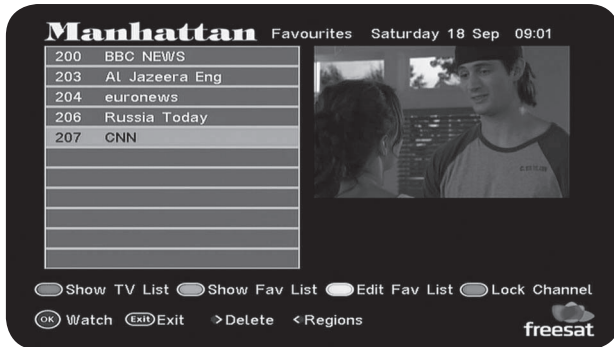 Manhattan Favourites Saturday 18 Sep 09:01
200 BBC NEWS
203 Al Jazeera Eng
204 euronews
206 Russia Today
207 CNN
Show TV List Show Fav List Edit Fav List Lock Channel
OK Watch Exit Exit >Delete <Regions
freesat